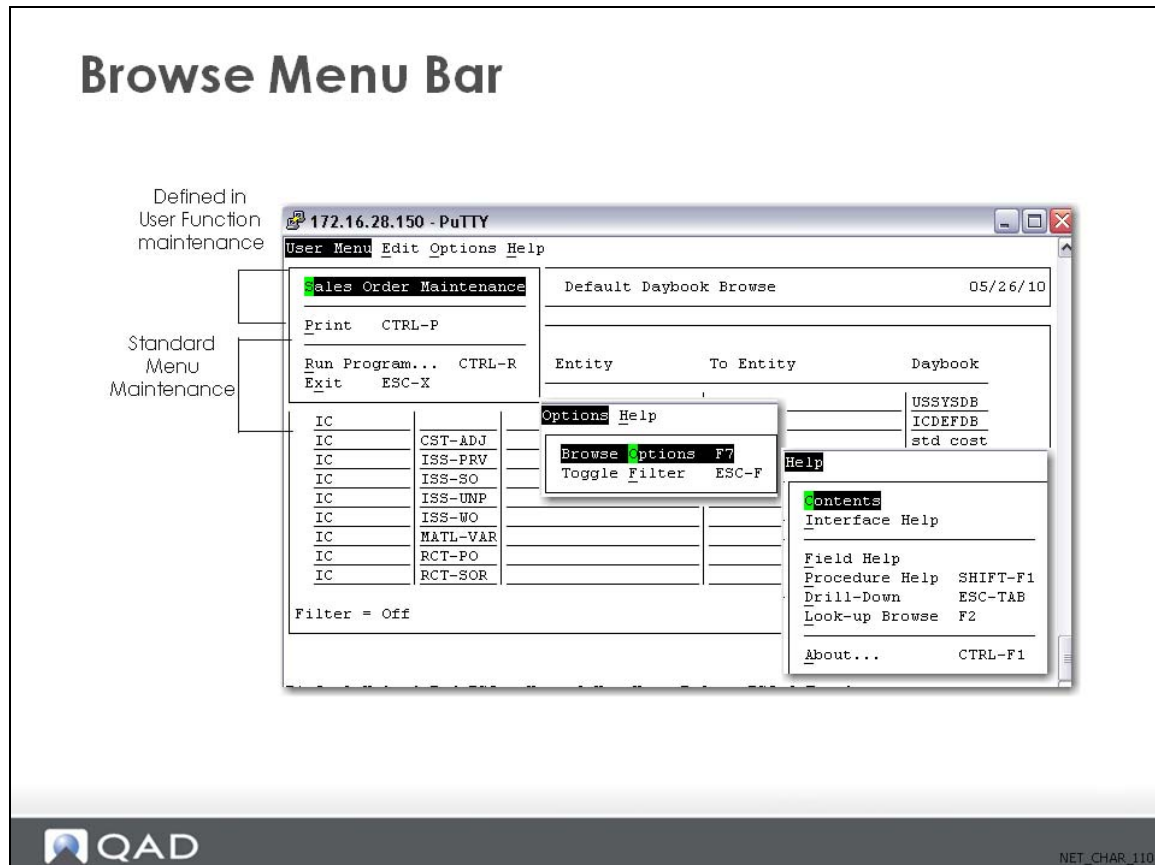 Browse Menu Bar
Defined in
User Function
maintenance
Standard
Menu
Maintenance
172.16.28.150 - PuTTY
User Menu Edit Options Help
Sales Order Maintenance
Print CTRL-P
Run Program... CTRL-R
Exit ESC-X
Default Daybook Browse 05/26/10
Entity To Entity Daybook
USSYSDB
IC ICDEFDB
IC CST-ADJ std cost
IC ISS-PRV
IC ISS-SO
IC ISS-UNP
IC ISS-WO
IC MATL-VAR
IC RCT-PO
IC RCT-SOR
Filter = Off
Options Help
Browse Options F7
Toggle Filter ESC-F
Help
Contents
Interface Help
Field Help
Procedure Help SHIFT-F1
Drill-Down ESC-TAB
Look-up Browse F2
About... CTRL-F1
QAD
NET_CHAR_110